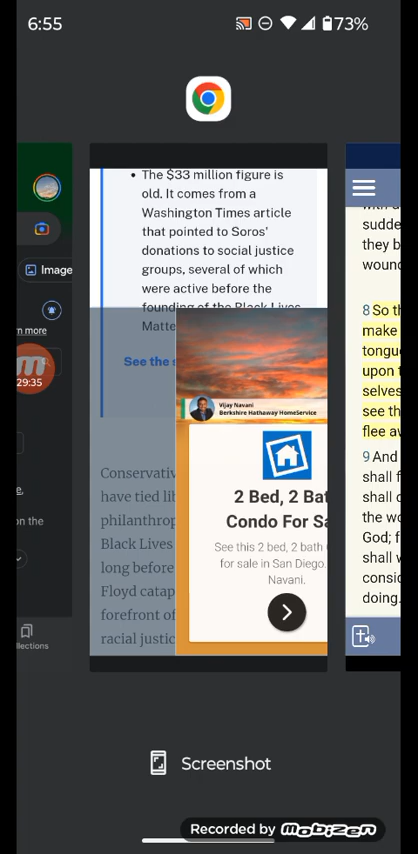 6:55
73%
The $33 million figure is
old. It comes from a
Washington Times article
that pointed to Soros'
donations to social justice
groups, several of which
were active before the
founding of the Black Lives
Matte
See the s
Conservativ
have tied lib
philanthrop
Black Lives
long before
Floyd catap
forefront of
racial justic
Vijay Navani
Berkshire Hathaway HomeService
2 Bed, 2 Bat
Condo For Sa
See this 2 bed, 2 bath
for sale in San Diego.
Navani.
Image
m more
29:35
e.
on the
llections
sudde
they b
woun
8 So th
make
tongu
upon t
selves
see th
flee aw
9 And
shall f
shall d
the wo
God; f
shall w
consid
doing.
Screenshot
Recorded by mobizen